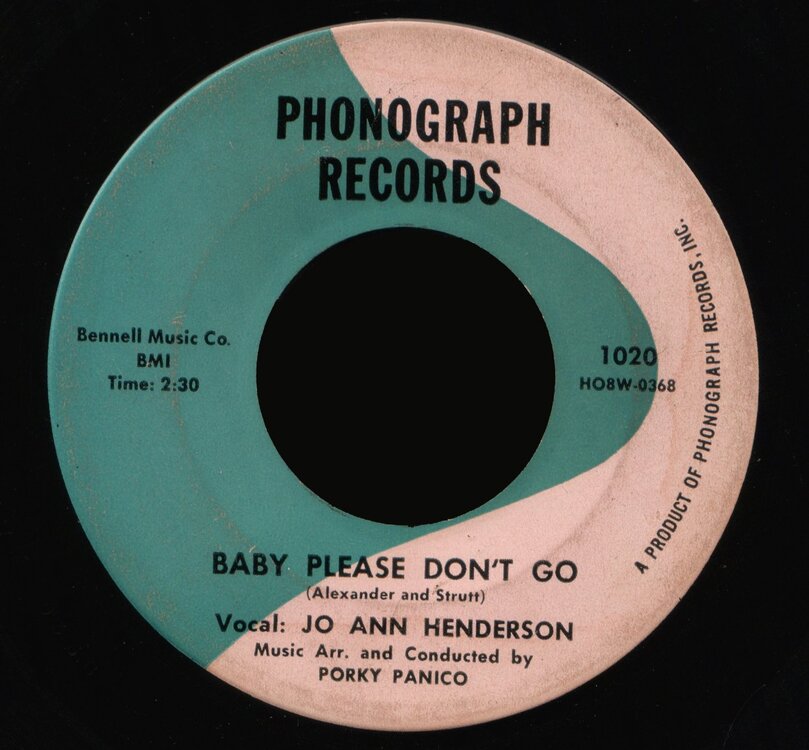 PHONOGRAPH
RECORDS
Bennell Music Co.
BMI
Time: 2:30
1020
HO8W-0368
A PRODUCT OF PHONOGRAPH RECORDS, INC.
BABY PLEASE DON'T GO
(Alexander and Strutt)
Vocal: JO ANN HENDERSON
Music Arr. and Conducted by
PORKY PANICO